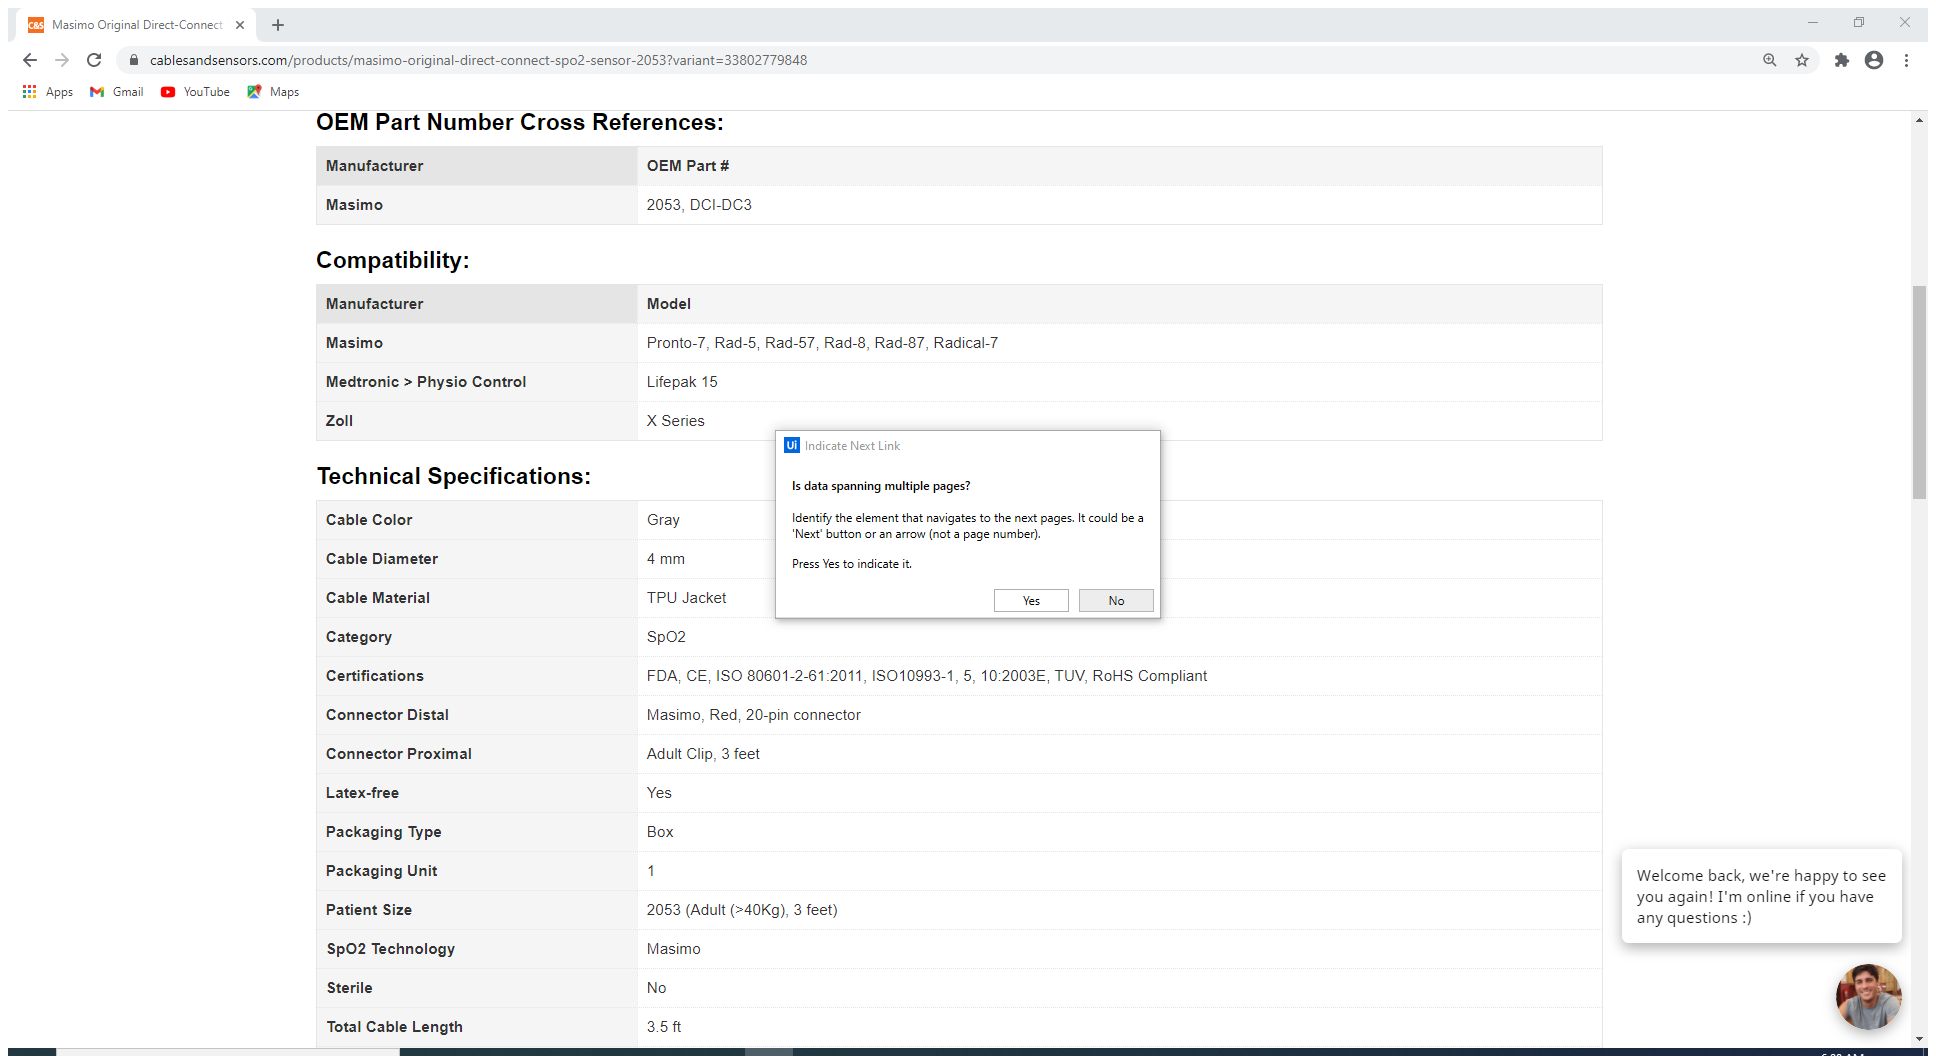 C&S Masimo Original Direct-Connect
cablesandsensors.com/products/masimo-original-direct-connect-spo2-sensor-2053?variant=33802779848
Apps Gmail YouTube Maps
OEM Part Number Cross References:
Manufacturer OEM Part #
Masimo 2053, DCI-DC3
Compatibility:
Manufacturer Model
Masimo Pronto-7, Rad-5, Rad-57, Rad-8, Rad-87, Radical-7
Medtronic > Physio Control Lifepak 15
Zoll X Series
Ui Indicate Next Link
Is data spanning multiple pages?
Identify the element that navigates to the next pages. It could be a
'Next' button or an arrow (not a page number).
Press Yes to indicate it.
Yes No
Technical Specifications:
Cable Color Gray
Cable Diameter 4 mm
Cable Material TPU Jacket
Category SpO2
Certifications FDA, CE, ISO 80601-2-61:2011, ISO10993-1, 5, 10:2003E, TUV, RoHS Compliant
Connector Distal Masimo, Red, 20-pin connector
Connector Proximal Adult Clip, 3 feet
Latex-free Yes
Packaging Type Box
Packaging Unit 1
Patient Size 2053 (Adult (>40Kg), 3 feet)
SpO2 Technology Masimo
Sterile No
Total Cable Length 3.5 ft
Welcome back, we're happy to see
you again! I'm online if you have
any questions :)